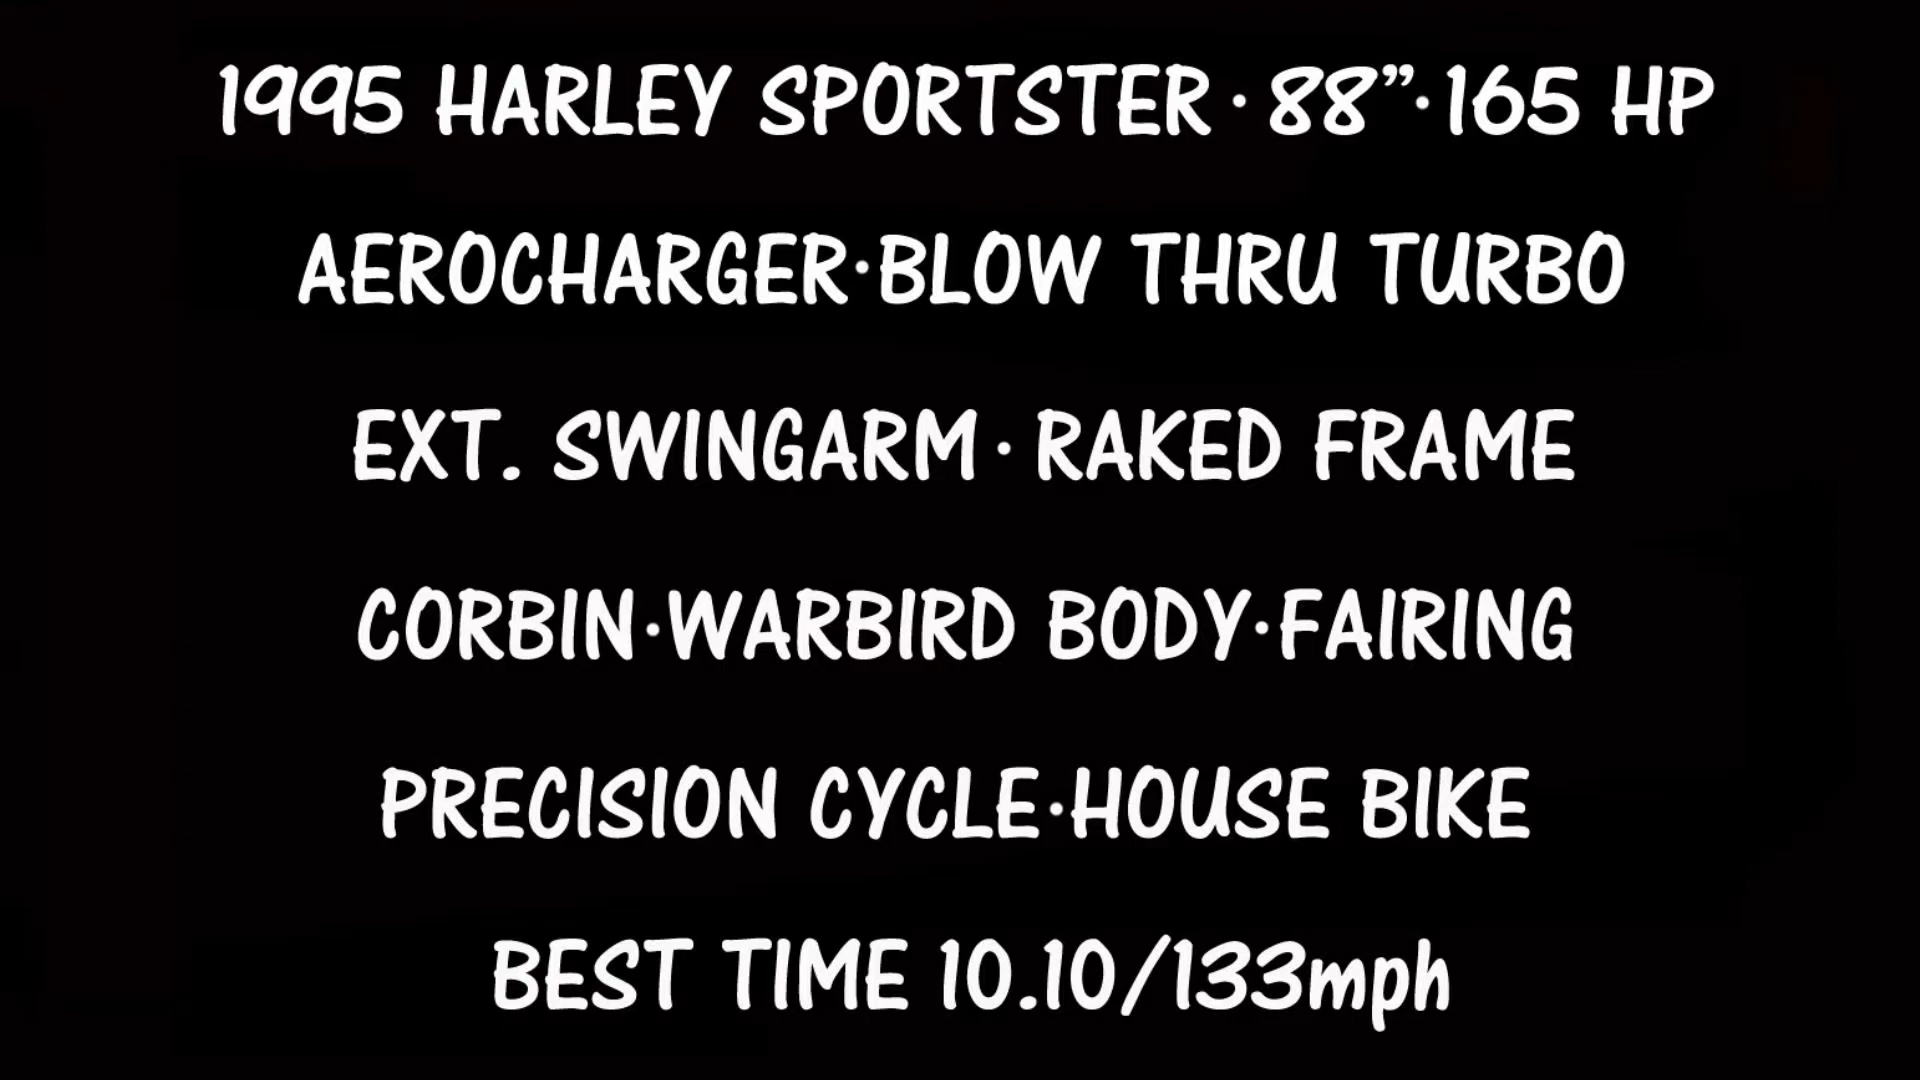 1995 HARLEY SPORTSTER · 88”·165 HP
AEROCHARGER·BLOW THRU TURBO
EXT. SWINGARM · RAKED FRAME
CORBIN·WARBIRD BODY·FAIRING
PRECISION CYCLE·HOUSE BIKE
BEST TIME 10.10/133mph